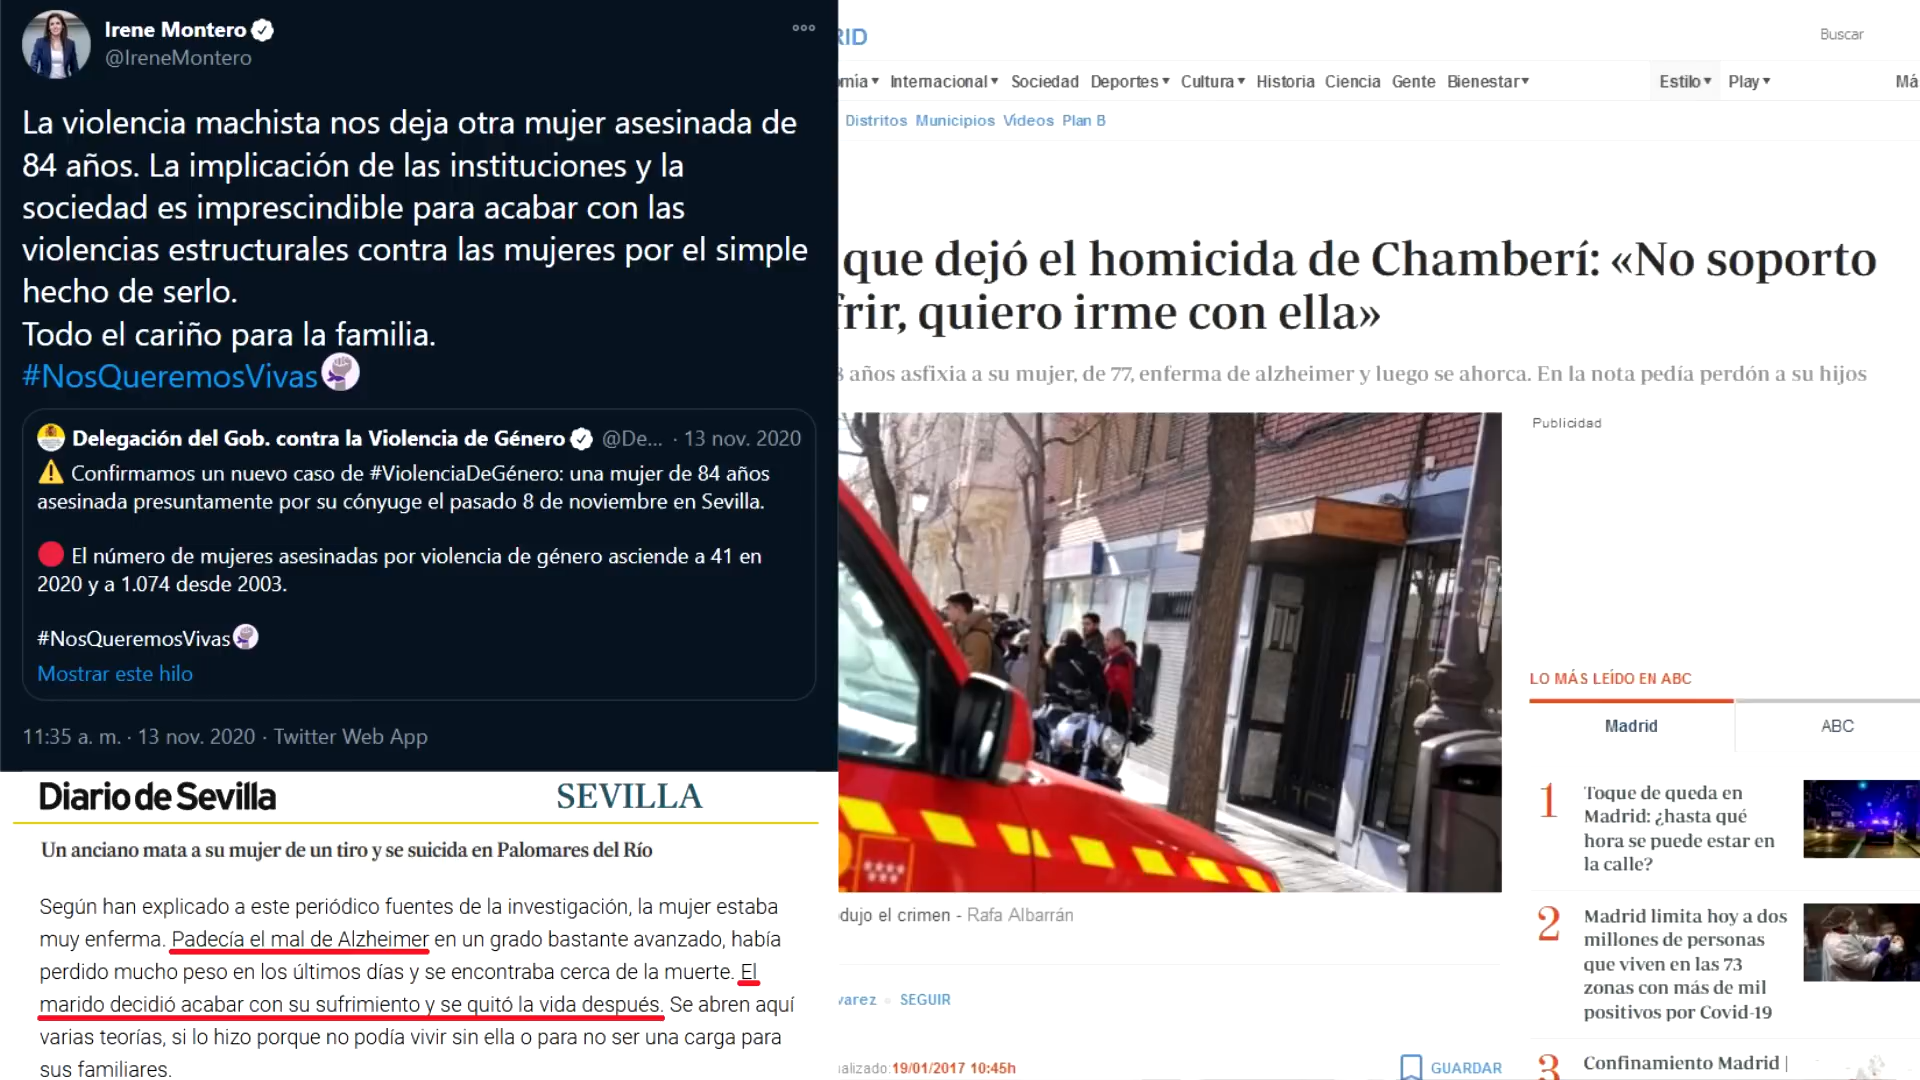 Irene Montero
@IreneMontero
La violencia machista nos deja otra mujer asesinada de
84 años. La implicación de las instituciones y la
sociedad es imprescindible para acabar con las
violencias estructurales contra las mujeres por el simple
hecho de serlo.
Todo el cariño para la familia.
#NosQueremosVivas
Delegación del Gob. contra la Violencia de Género @De... · 13 nov. 2020
Confirmamos un nuevo caso de #ViolenciaDeGénero: una mujer de 84 años
asesinada presuntamente por su cónyuge el pasado 8 de noviembre en Sevilla.
El número de mujeres asesinadas por violencia de género asciende a 41 en
2020 y a 1.074 desde 2003.
#NosQueremosVivas
Mostrar este hilo
11:35 a. m. · 13 nov. 2020 · Twitter Web App
Diario de Sevilla
SEVILLA
Un anciano mata a su mujer de un tiro y se suicida en Palomares del Río
Según han explicado a este periódico fuentes de la investigación, la mujer estaba
muy enferma. Padecía el mal de Alzheimer en un grado bastante avanzado, había
perdido mucho peso en los últimos días y se encontraba cerca de la muerte. El
marido decidió acabar con su sufrimiento y se quitó la vida después. Se abren aquí
varias teorías, si lo hizo porque no podía vivir sin ella o para no ser una carga para
sus familiares.
RID
Buscar
mía Internacional Sociedad Deportes Cultura Historia Ciencia Gente Bienestar Estilo Play Má
Distritos Municipios Vídeos Plan B
que dejó el homicida de Chamberí: «No soporto
frir, quiero irme con ella»
8 años asfixia a su mujer, de 77, enferma de alzheimer y luego se ahorca. En la nota pedía perdón a su hijos
Publicidad
dujo el crimen - Rafa Albarrán
varez SEGUIR
alizado:19/01/2017 10:45h
GUARDAR
LO MÁS LEÍDO EN ABC
Madrid
ABC
1
Toque de queda en
Madrid: ¿hasta qué
hora se puede estar en
la calle?
2
Madrid limita hoy a dos
millones de personas
que viven en las 73
zonas con más de mil
positivos por Covid-19
3
Confinamiento Madrid |